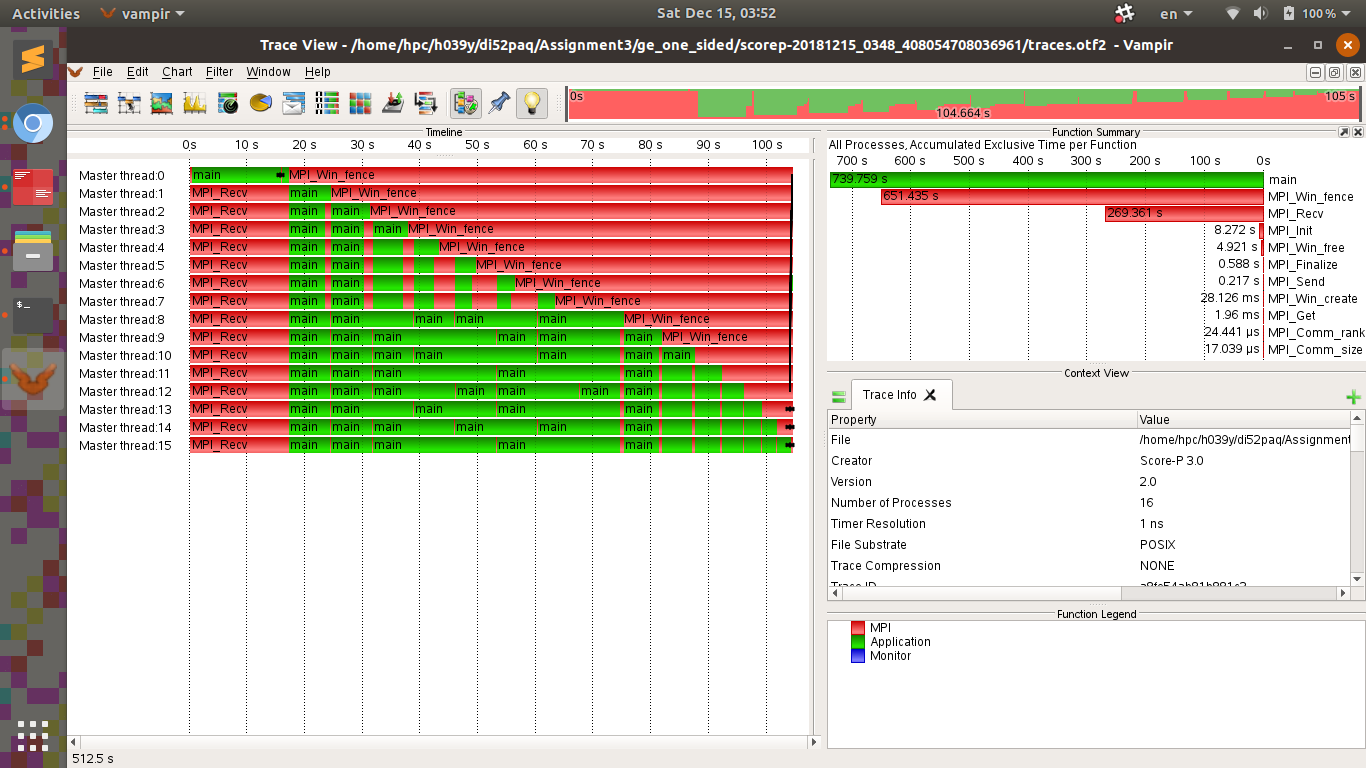 Activities vampir Sat Dec 15, 03:52 en 100 %
Trace View - /home/hpc/h039y/di52paq/Assignment3/ge_one_sided/scorep-20181215_0348_408054708036961/traces.otf2 - Vampir
File Edit Chart Filter Window Help
0s 104.664 s 105 s
Timeline
0s 10 s 20 s 30 s 40 s 50 s 60 s 70 s 80 s 90 s 100 s
Master thread:0 main MPI_Win_fence
Master thread:1 MPI_Recv main MPI_Win_fence
Master thread:2 MPI_Recv main main MPI_Win_fence
Master thread:3 MPI_Recv main main main MPI_Win_fence
Master thread:4 MPI_Recv main main MPI_Win_fence
Master thread:5 MPI_Recv main main MPI_Win_fence
Master thread:6 MPI_Recv main main MPI_Win_fence
Master thread:7 MPI_Recv main main MPI_Win_fence
Master thread:8 MPI_Recv main main main main main MPI_Win_fence
Master thread:9 MPI_Recv main main main main main main MPI_Win_fence
Master thread:10 MPI_Recv main main main main main main main
Master thread:11 MPI_Recv main main main main main
Master thread:12 MPI_Recv main main main main main main
Master thread:13 MPI_Recv main main main main main main
Master thread:14 MPI_Recv main main main main main main
Master thread:15 MPI_Recv main main main main main
512.5 s
Function Summary
All Processes, Accumulated Exclusive Time per Function
700 s 600 s 500 s 400 s 300 s 200 s 100 s 0s
739.759 s main
651.435 s MPI_Win_fence
269.361 s MPI_Recv
8.272 s MPI_Init
4.921 s MPI_Win_free
0.588 s MPI_Finalize
0.217 s MPI_Send
28.126 ms MPI_Win_create
1.96 ms MPI_Get
24.441 µs MPI_Comm_rank
17.039 µs MPI_Comm_size
Context View
Trace Info
Property Value
File /home/hpc/h039y/di52paq/Assignment
Creator Score-P 3.0
Version 2.0
Number of Processes 16
Timer Resolution 1 ns
File Substrate POSIX
Trace Compression NONE
Trace ID
Function Legend
MPI
Application
Monitor